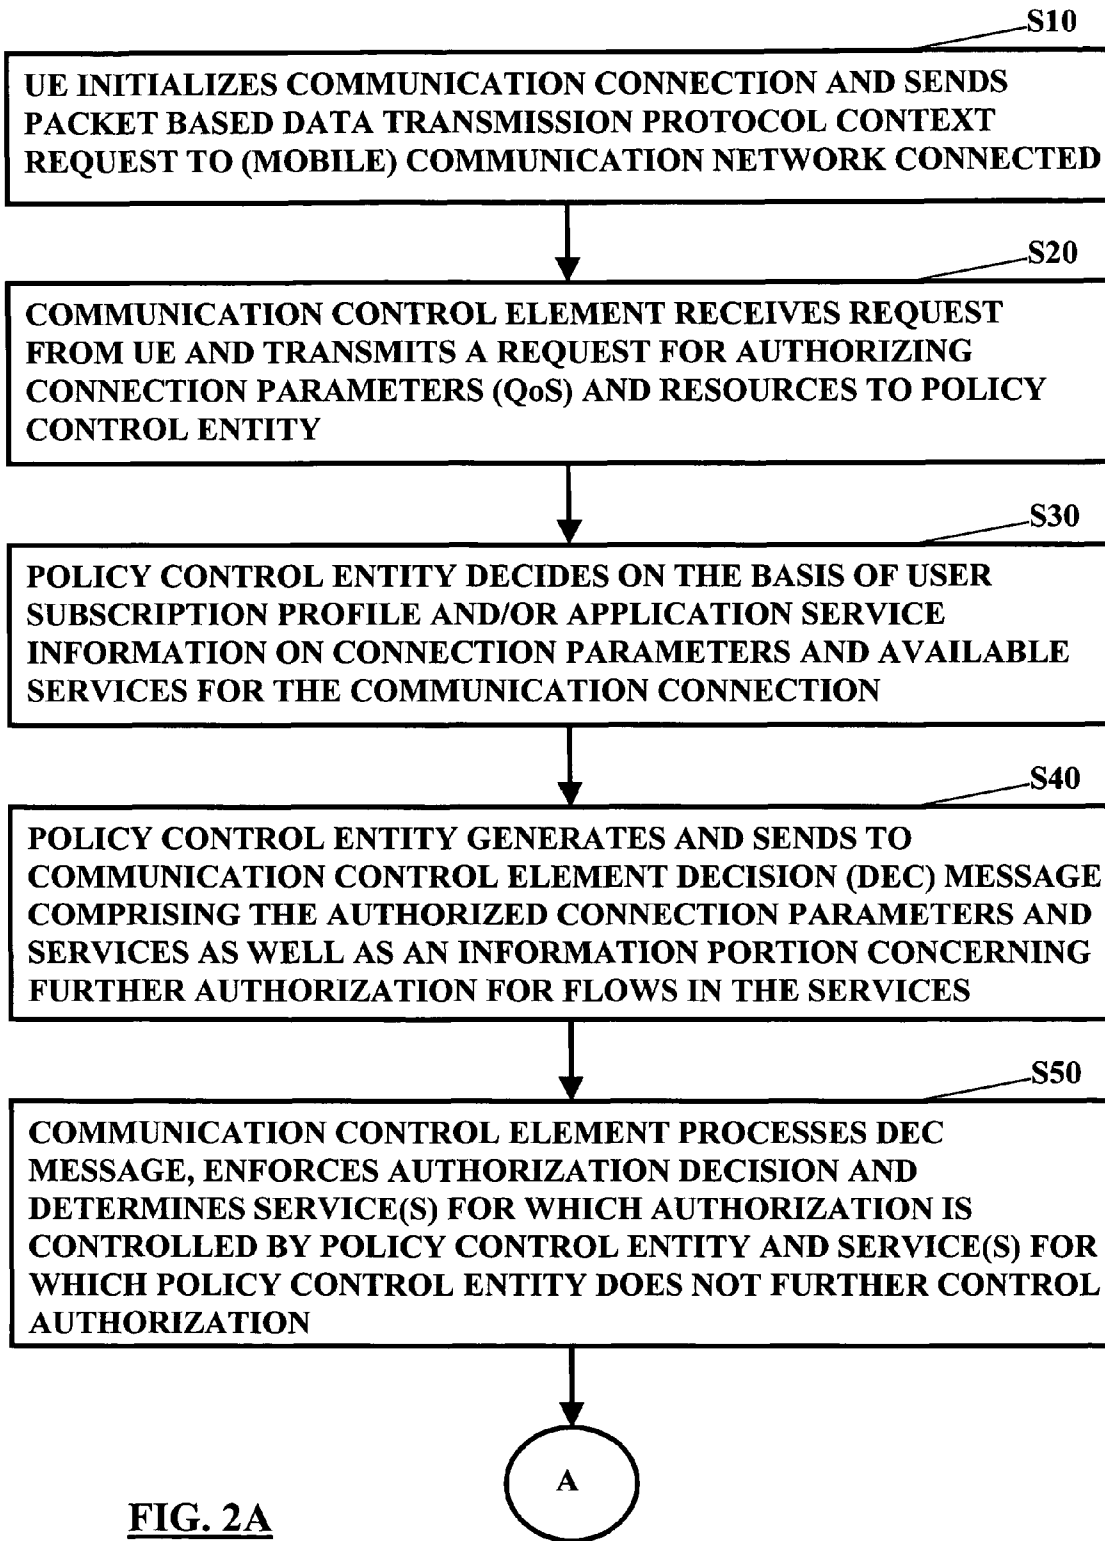 S10
UE INITIALIZES COMMUNICATION CONNECTION AND SENDS
PACKET BASED DATA TRANSMISSION PROTOCOL CONTEXT
REQUEST TO (MOBILE) COMMUNICATION NETWORK CONNECTED
S20
COMMUNICATION CONTROL ELEMENT RECEIVES REQUEST
FROM UE AND TRANSMITS A REQUEST FOR AUTHORIZING
CONNECTION PARAMETERS (QoS) AND RESOURCES TO POLICY
CONTROL ENTITY
S30
POLICY CONTROL ENTITY DECIDES ON THE BASIS OF USER
SUBSCRIPTION PROFILE AND/OR APPLICATION SERVICE
INFORMATION ON CONNECTION PARAMETERS AND AVAILABLE
SERVICES FOR THE COMMUNICATION CONNECTION
S40
POLICY CONTROL ENTITY GENERATES AND SENDS TO
COMMUNICATION CONTROL ELEMENT DECISION (DEC) MESSAGE
COMPRISING THE AUTHORIZED CONNECTION PARAMETERS AND
SERVICES AS WELL AS AN INFORMATION PORTION CONCERNING
FURTHER AUTHORIZATION FOR FLOWS IN THE SERVICES
S50
COMMUNICATION CONTROL ELEMENT PROCESSES DEC
MESSAGE, ENFORCES AUTHORIZATION DECISION AND
DETERMINES SERVICE(S) FOR WHICH AUTHORIZATION IS
CONTROLLED BY POLICY CONTROL ENTITY AND SERVICE(S) FOR
WHICH POLICY CONTROL ENTITY DOES NOT FURTHER CONTROL
AUTHORIZATION
A
FIG. 2A